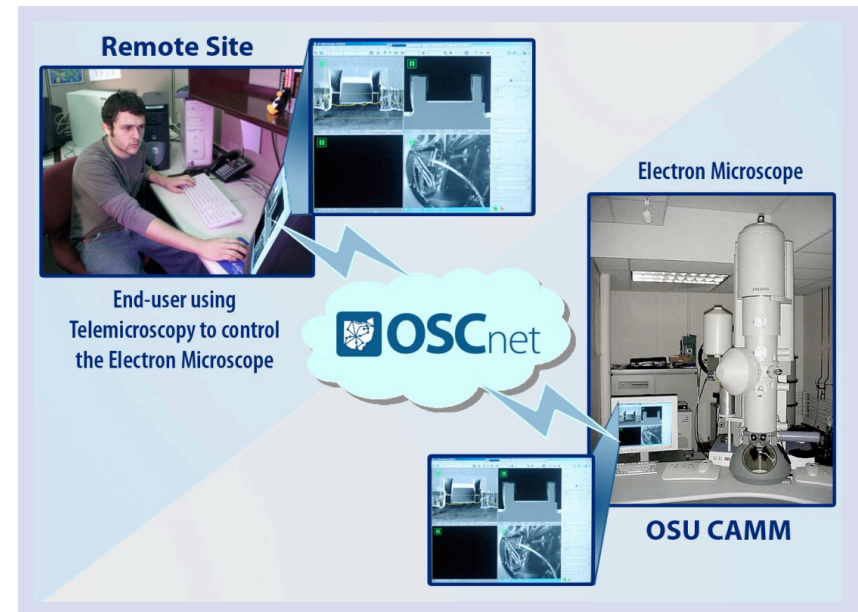 Remote Site
Electron Microscope
End-user using
Telemicroscopy to control
the Electron Microscope
OSCnet
OSU CAMM